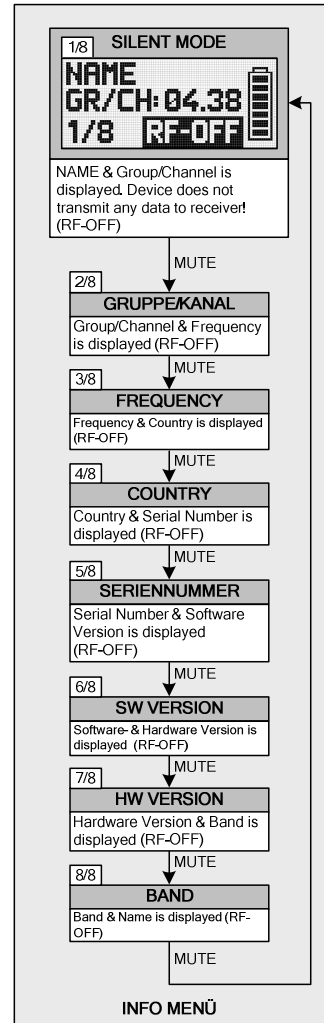 1/8
SILENT MODE
NAME
GR/CH:04.38
1/8 RF-OFF
NAME & Group/Channel is
displayed. Device does not
transmit any data to receiver!
(RF-OFF)
MUTE
2/8
GRUPPE/KANAL
Group/Channel & Frequency
is displayed (RF-OFF)
MUTE
3/8
FREQUENCY
Frequency & Country is displayed
(RF-OFF)
MUTE
4/8
COUNTRY
Country & Serial Number is
displayed (RF-OFF)
MUTE
5/8
SERIENNUMMER
Serial Number & Software
Version is displayed
(RF-OFF)
MUTE
6/8
SW VERSION
Software- & Hardware Version is
displayed (RF-OFF)
MUTE
7/8
HW VERSION
Hardware Version & Band is
displayed (RF-OFF)
MUTE
8/8
BAND
Band & Name is displayed (RF-
OFF)
MUTE
INFO MENÜ